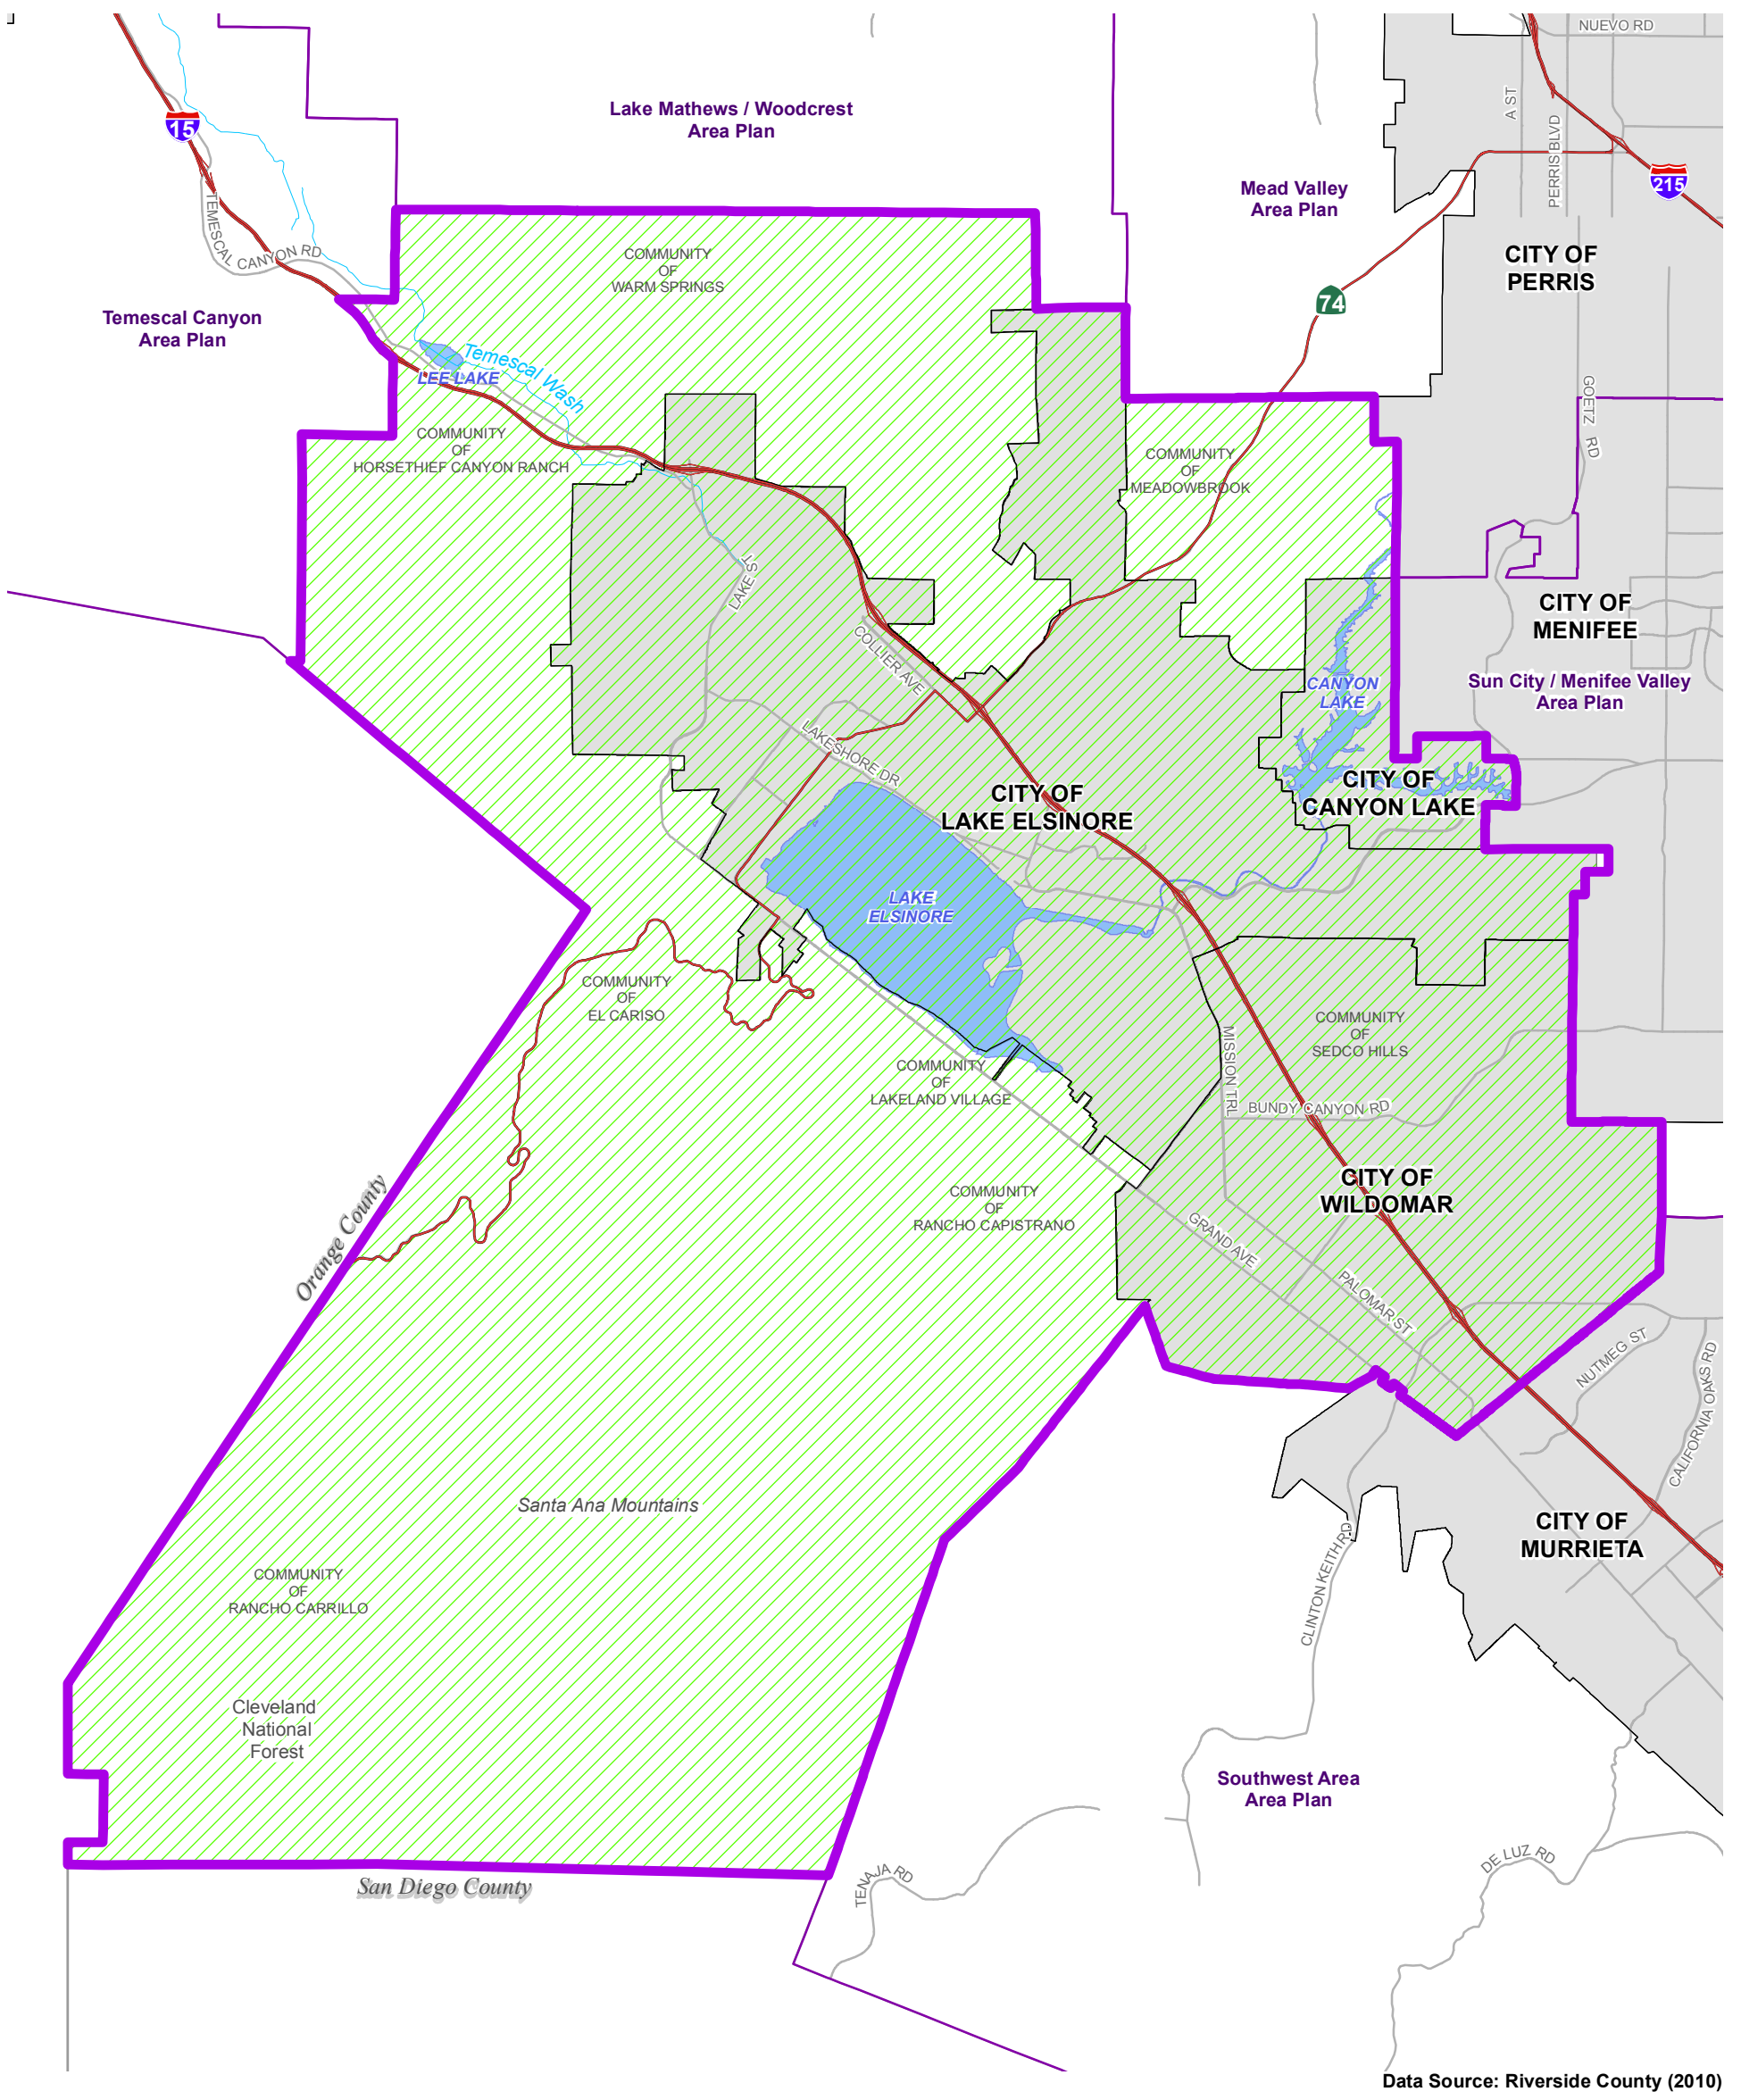 NUEVO RD
A ST
PERRIS BLVD
15
215
Lake Mathews / Woodcrest
Area Plan
Mead Valley
Area Plan
TEMESCAL CANYON RD
COMMUNITY
OF
WARM SPRINGS
CITY OF
PERRIS
74
Temescal Canyon
Area Plan
Temescal Wash
LEE LAKE
GOETZ RD
COMMUNITY
OF
HORSETHIEF CANYON RANCH
COMMUNITY
OF
MEADOWBROOK
LAKE ST
COLLIER AVE
CITY OF
MENIFEE
CANYON
LAKE
Sun City / Menifee Valley
Area Plan
LAKESHORE DR
CITY OF
LAKE ELSINORE
CITY OF
CANYON LAKE
LAKE
ELSINORE
COMMUNITY
OF
EL CARISO
COMMUNITY
OF
SEDCO HILLS
MISSION TRL
COMMUNITY
OF
LAKELAND VILLAGE
BUNDY CANYON RD
CITY OF
WILDOMAR
COMMUNITY
OF
RANCHO CAPISTRANO
Orange County
GRAND AVE
PALOMAR ST
NUTMEG ST
CALIFORNIA OAKS RD
Santa Ana Mountains
CITY OF
MURRIETA
CLINTON KEITH RD
COMMUNITY
OF
RANCHO CARRILLO
Cleveland
National
Forest
Southwest Area
Area Plan
San Diego County
TENAJA RD
DE LUZ RD
Data Source: Riverside County (2010)